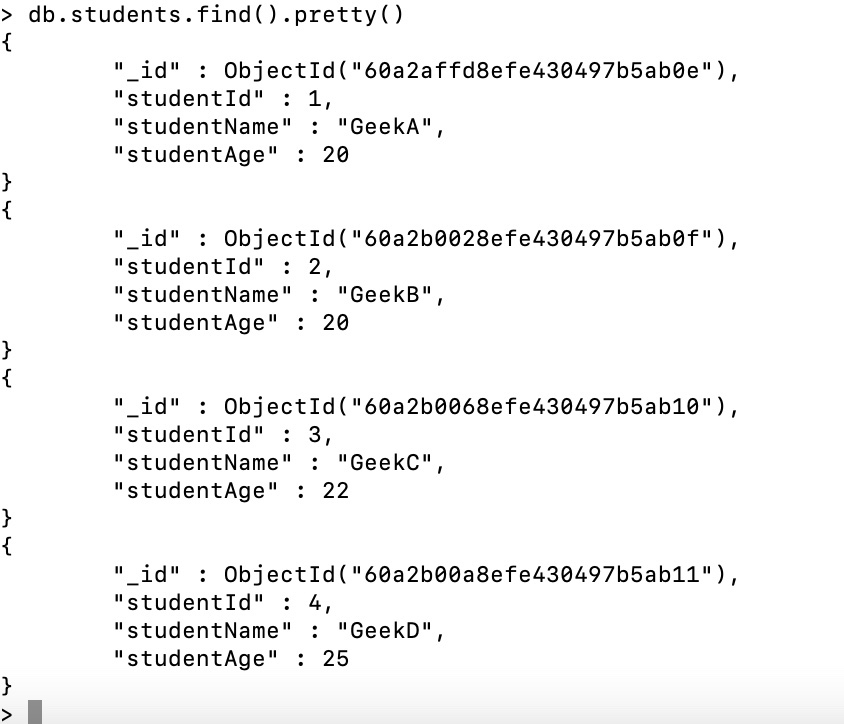 > db.students.find().pretty()
{
        "_id" : ObjectId("60a2affd8efe430497b5ab0e"),
        "studentId" : 1,
        "studentName" : "GeekA",
        "studentAge" : 20
}
{
        "_id" : ObjectId("60a2b0028efe430497b5ab0f"),
        "studentId" : 2,
        "studentName" : "GeekB",
        "studentAge" : 20
}
{
        "_id" : ObjectId("60a2b0068efe430497b5ab10"),
        "studentId" : 3,
        "studentName" : "GeekC",
        "studentAge" : 22
}
{
        "_id" : ObjectId("60a2b00a8efe430497b5ab11"),
        "studentId" : 4,
        "studentName" : "GeekD",
        "studentAge" : 25
}
>